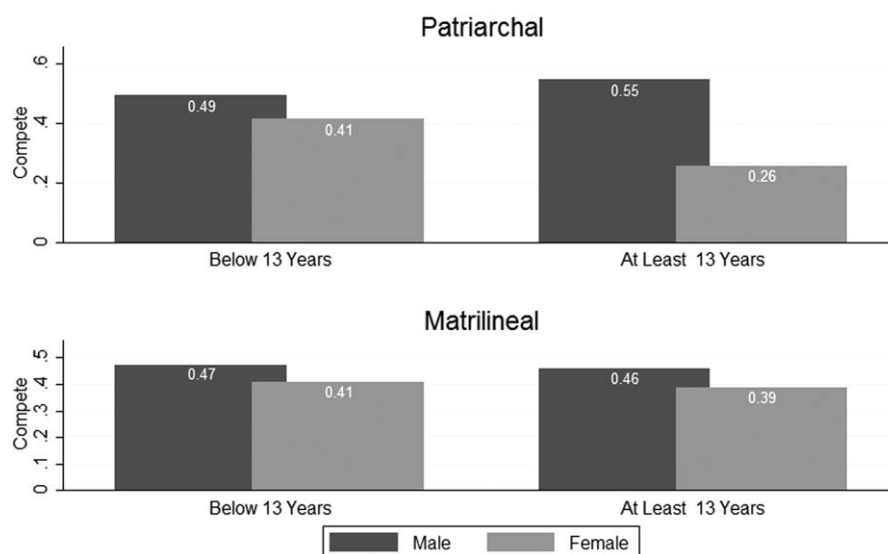 Patriarchal
Compete
.6
.4
.2
0
0.49
0.41
0.55
0.26
Below 13 Years
At Least 13 Years
Matrilineal
Compete
.5
.4
.3
.2
.1
0
0.47
0.41
0.46
0.39
Below 13 Years
At Least 13 Years
Male
Female